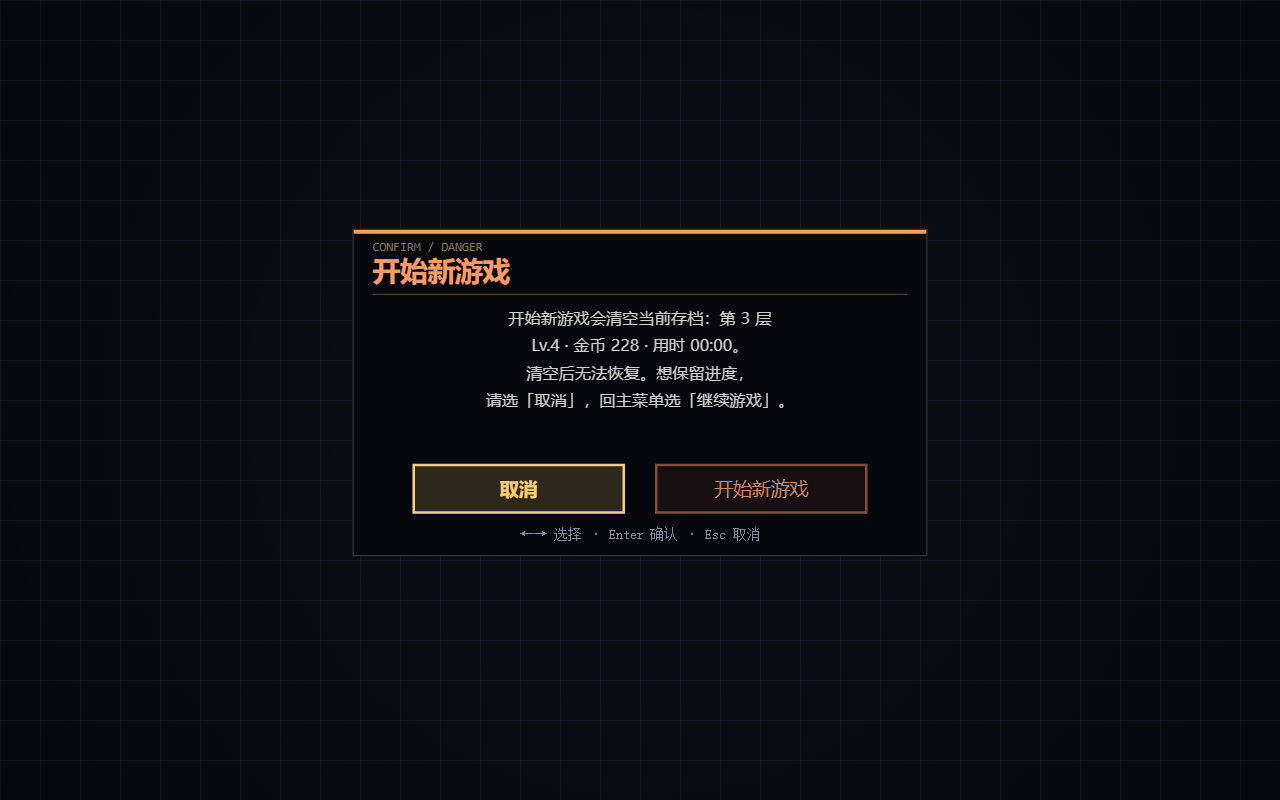 CONFIRM / DANGER
开始新游戏
开始新游戏会清空当前存档：第 3 层
Lv.4 · 金币 228 · 用时 00:00。
清空后无法恢复。想保留进度，
请选「取消」，回主菜单选「继续游戏」。
取消
开始新游戏
←→ 选择 · Enter 确认 · Esc 取消